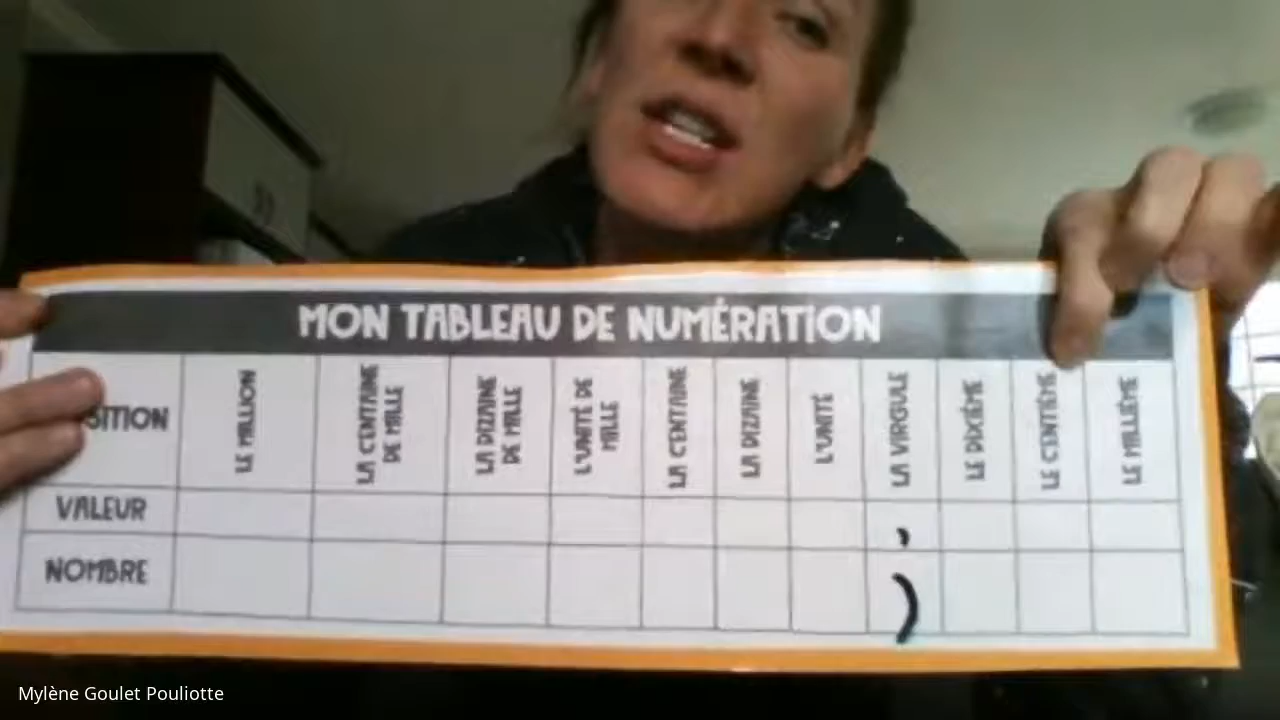 MON TABLEAU DE NUMÉRATION
SITION
LE MILLION
LA CENTAINE
DE MILLE
LA DIZAINE
DE MILLE
L'UNITÉ DE
MILLE
LA CENTAINE
LA DIZAINE
L'UNITÉ
LA VIRGULE
LE DIXIÈME
LE CENTIÈME
LE MILLIÈME
VALEUR
,
NOMBRE
,
Mylène Goulet Pouliotte